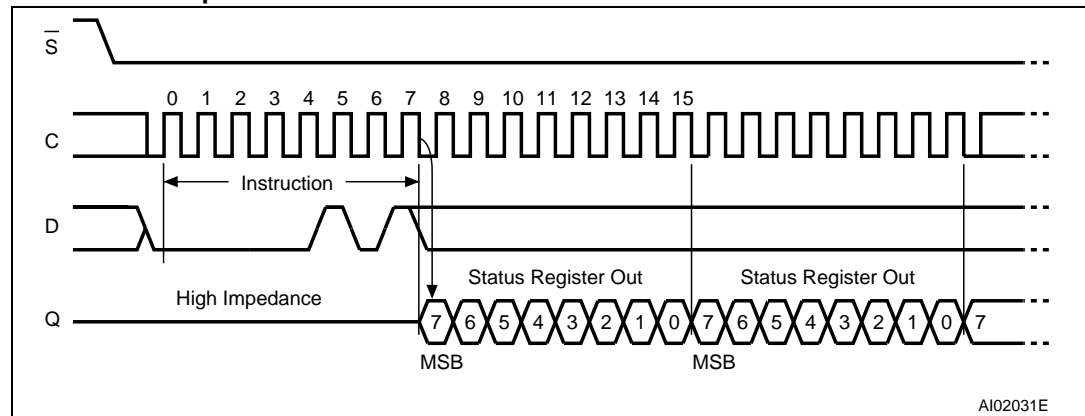 S
0 1 2 3 4 5 6 7 8 9 10 11 12 13 14 15
C
Instruction
D
Status Register Out Status Register Out
High Impedance
Q 7 6 5 4 3 2 1 0 7 6 5 4 3 2 1 0 7
MSB MSB
AI02031E